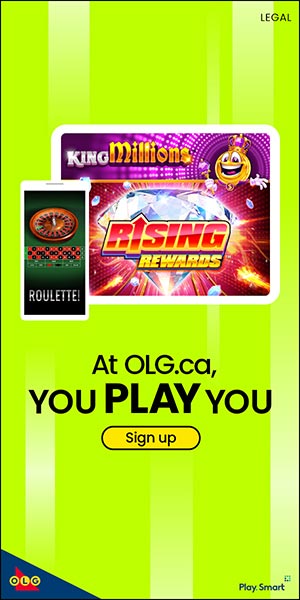 LEGAL
KING Millions
RISING
REWARDS
ROULETTE!
At OLG.ca,
YOU PLAY YOU
Sign up
OLG
Play. Smart